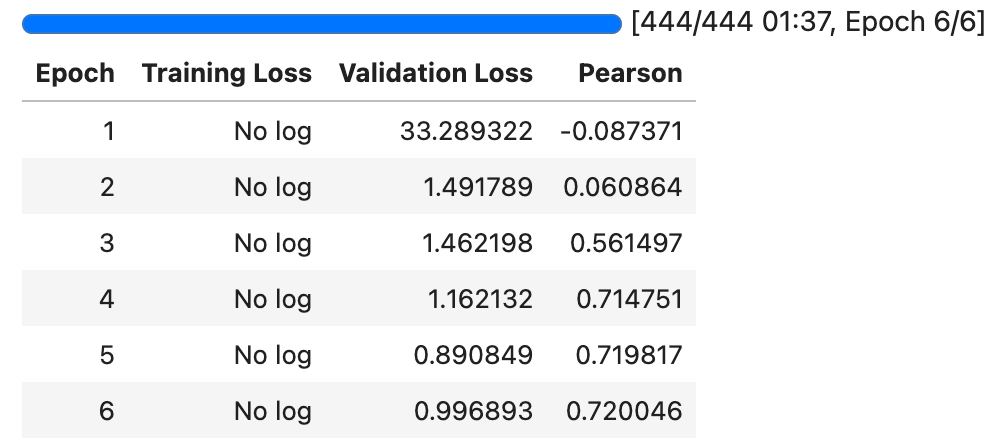 [444/444 01:37, Epoch 6/6]
Epoch Training Loss Validation Loss Pearson
1 No log 33.289322 -0.087371
2 No log 1.491789 0.060864
3 No log 1.462198 0.561497
4 No log 1.162132 0.714751
5 No log 0.890849 0.719817
6 No log 0.996893 0.720046